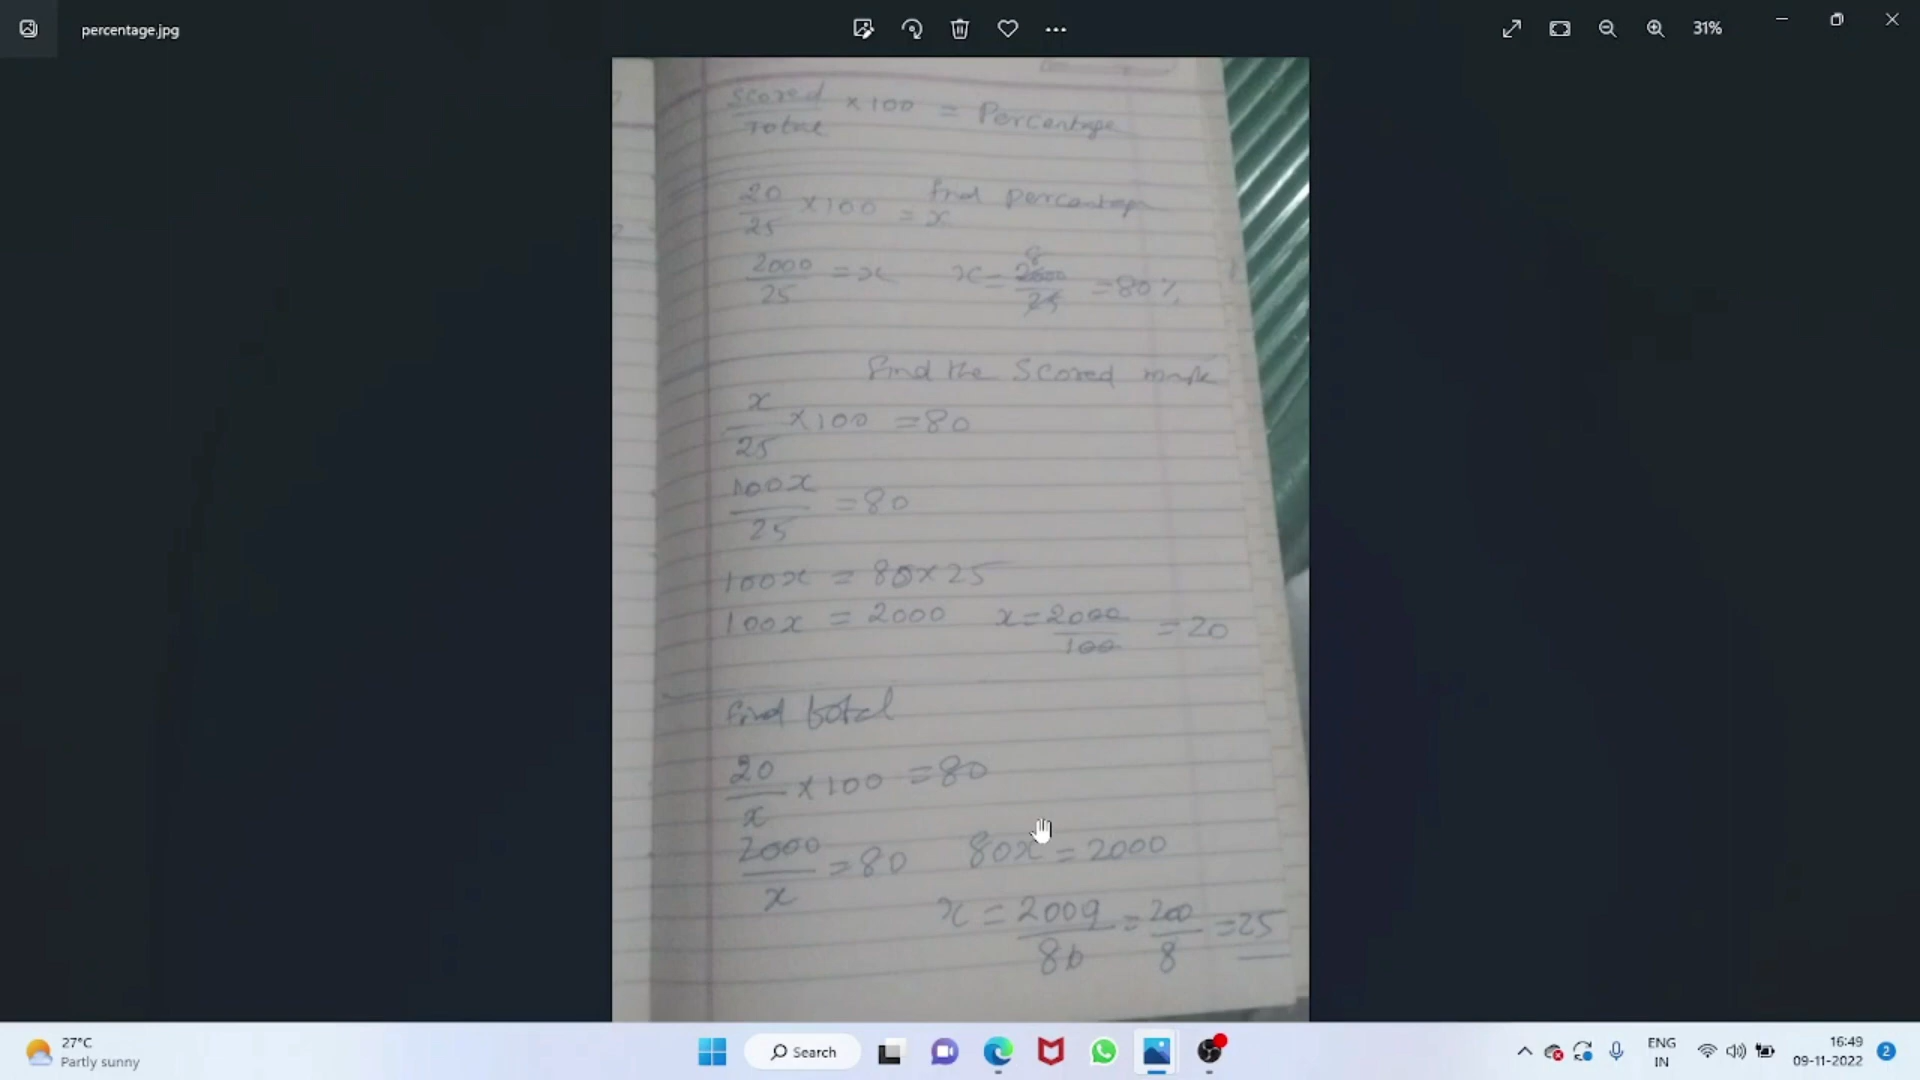 percentage.jpg
31%
scored/Total × 100 = Percentage
20/25 × 100 = x find percentage
2000/25 = x x = 2000/25 8 = 80%
find the scored mark
x/25 × 100 = 80
100x/25 = 80
100x = 80×25
100x = 2000 x = 2000/100 = 20
find total
20/x × 100 = 80
2000/x = 80 80x = 2000
x = 2000/80 = 200/8 = 25
27°C
Partly sunny
Search
ENG
IN
16:49
09-11-2022
2